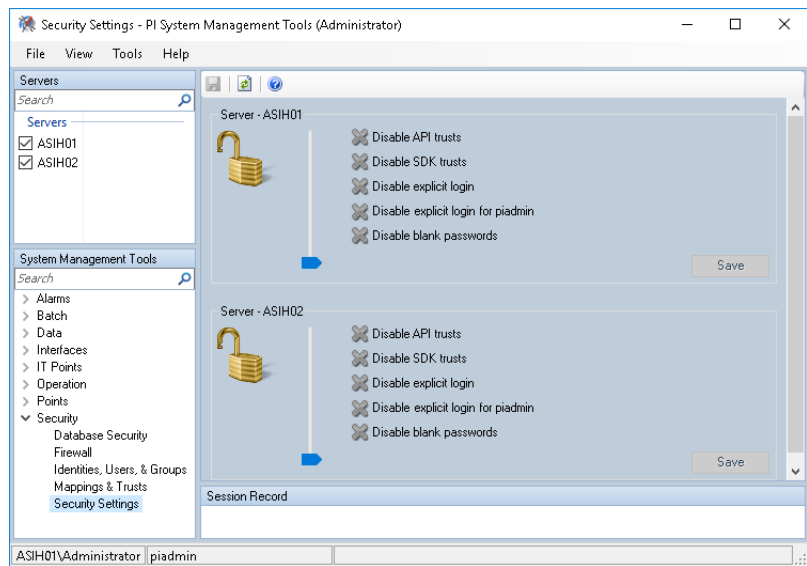 Security Settings - PI System Management Tools (Administrator)
File View Tools Help
Servers
Search
Servers
ASIH01
ASIH02
System Management Tools
Search
Alarms
Batch
Data
Interfaces
IT Points
Operation
Points
Security
Database Security
Firewall
Identities, Users, & Groups
Mappings & Trusts
Security Settings
Server - ASIH01
Disable API trusts
Disable SDK trusts
Disable explicit login
Disable explicit login for piadmin
Disable blank passwords
Save
Server - ASIH02
Disable API trusts
Disable SDK trusts
Disable explicit login
Disable explicit login for piadmin
Disable blank passwords
Save
Session Record
ASIH01\Administrator piadmin